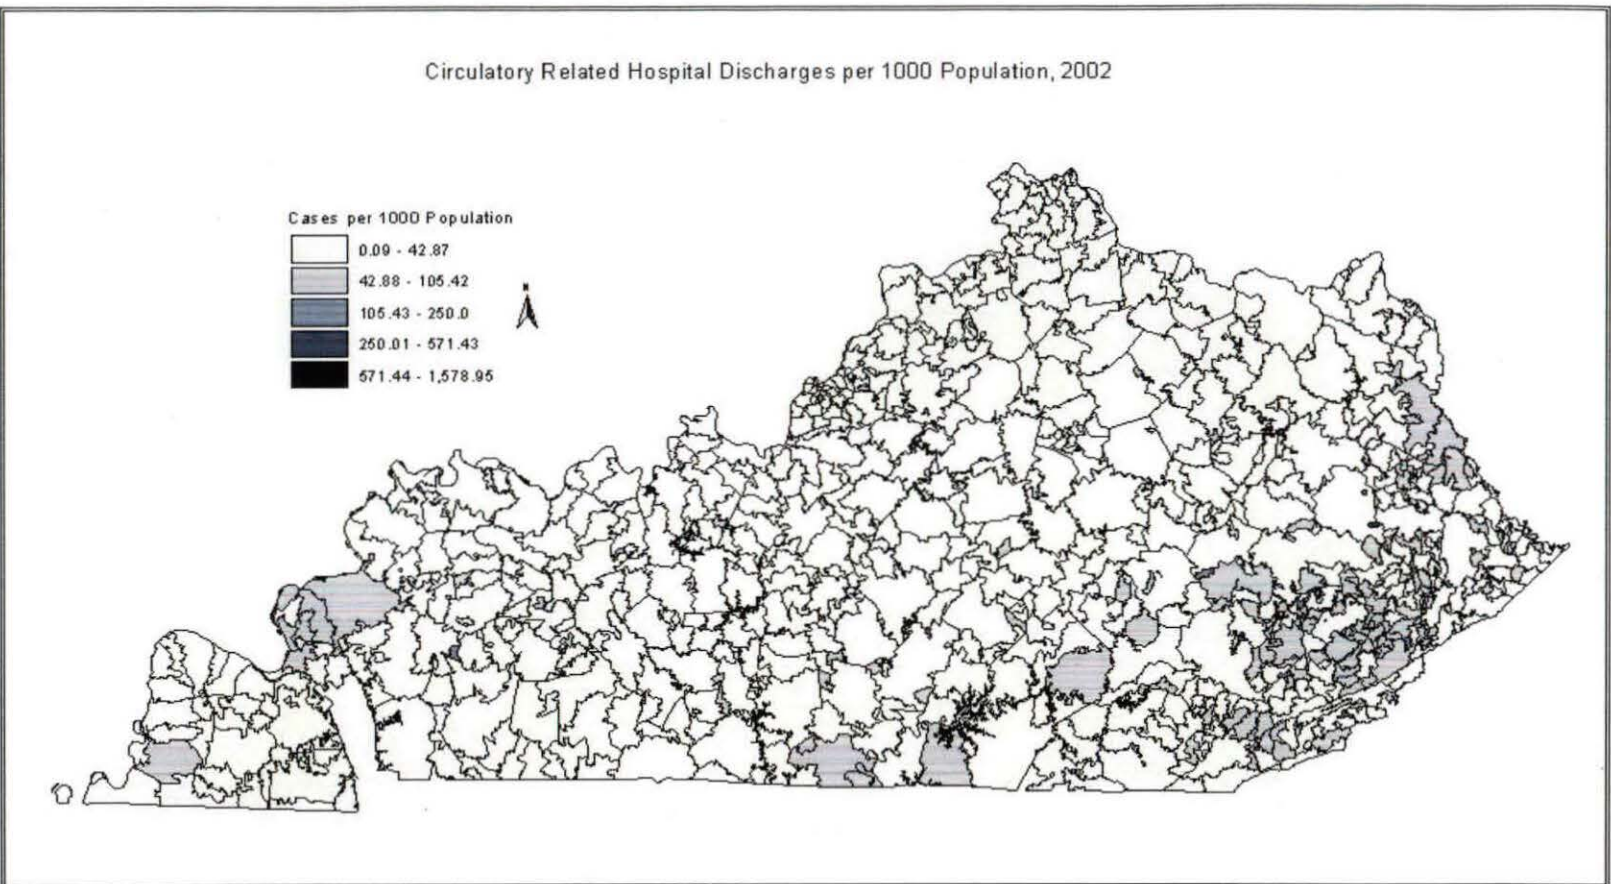 Circulatory Related Hospital Discharges per 1000 Population, 2002
Cases per 1000 Population
0.09 - 42.87
42.88 - 105.42
105.43 - 250.0
250.01 - 571.43
571.44 - 1,578.95
N